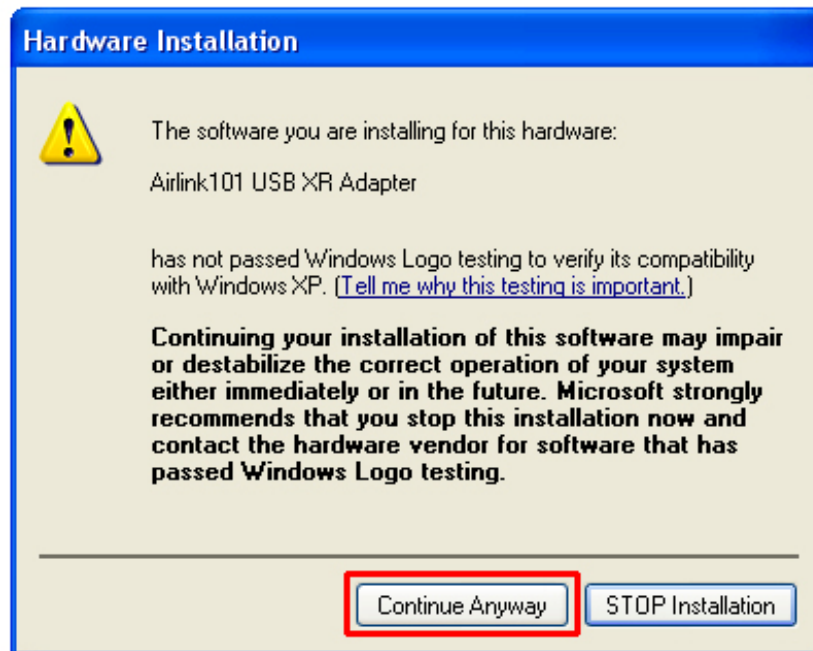 Hardware Installation
The software you are installing for this hardware:
Airlink101 USB XR Adapter
has not passed Windows Logo testing to verify its compatibility
with Windows XP. (Tell me why this testing is important.)
Continuing your installation of this software may impair
or destabilize the correct operation of your system
either immediately or in the future. Microsoft strongly
recommends that you stop this installation now and
contact the hardware vendor for software that has
passed Windows Logo testing.
Continue Anyway
STOP Installation